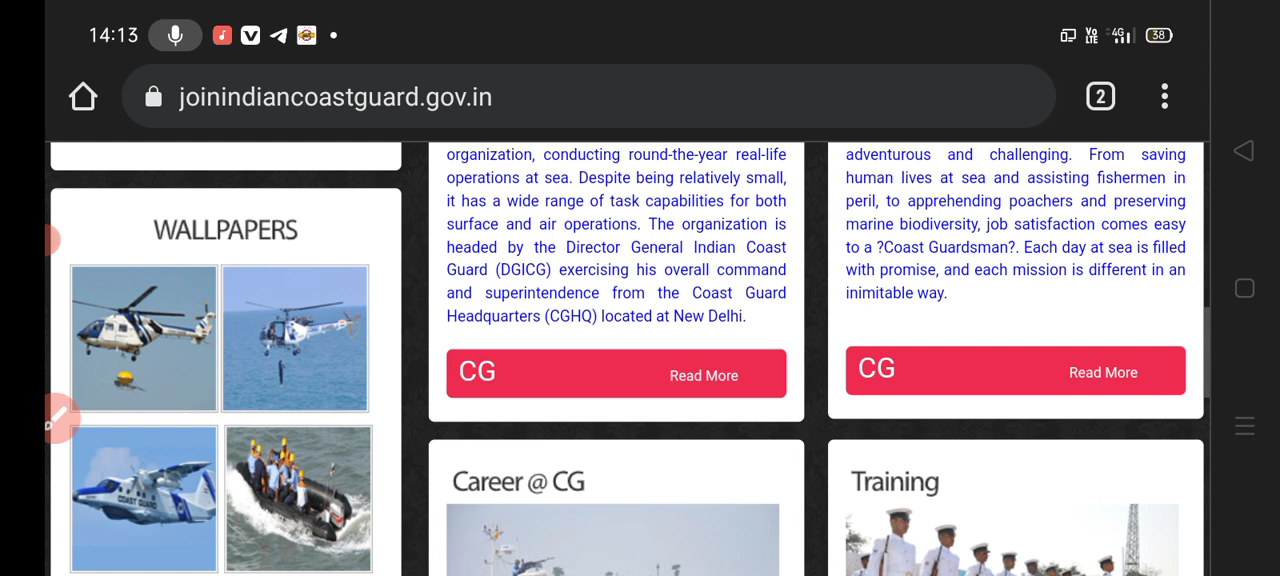 14:13
Vo LTE 4G 38
joinindiancoastguard.gov.in
2
WALLPAPERS
COAST GUARD
organization, conducting round-the-year real-life
operations at sea. Despite being relatively small,
it has a wide range of task capabilities for both
surface and air operations. The organization is
headed by the Director General Indian Coast
Guard (DGICG) exercising his overall command
and superintendence from the Coast Guard
Headquarters (CGHQ) located at New Delhi.
CG Read More
adventurous and challenging. From saving
human lives at sea and assisting fishermen in
peril, to apprehending poachers and preserving
marine biodiversity, job satisfaction comes easy
to a ?Coast Guardsman?. Each day at sea is filled
with promise, and each mission is different in an
inimitable way.
CG Read More
Career @ CG
Training